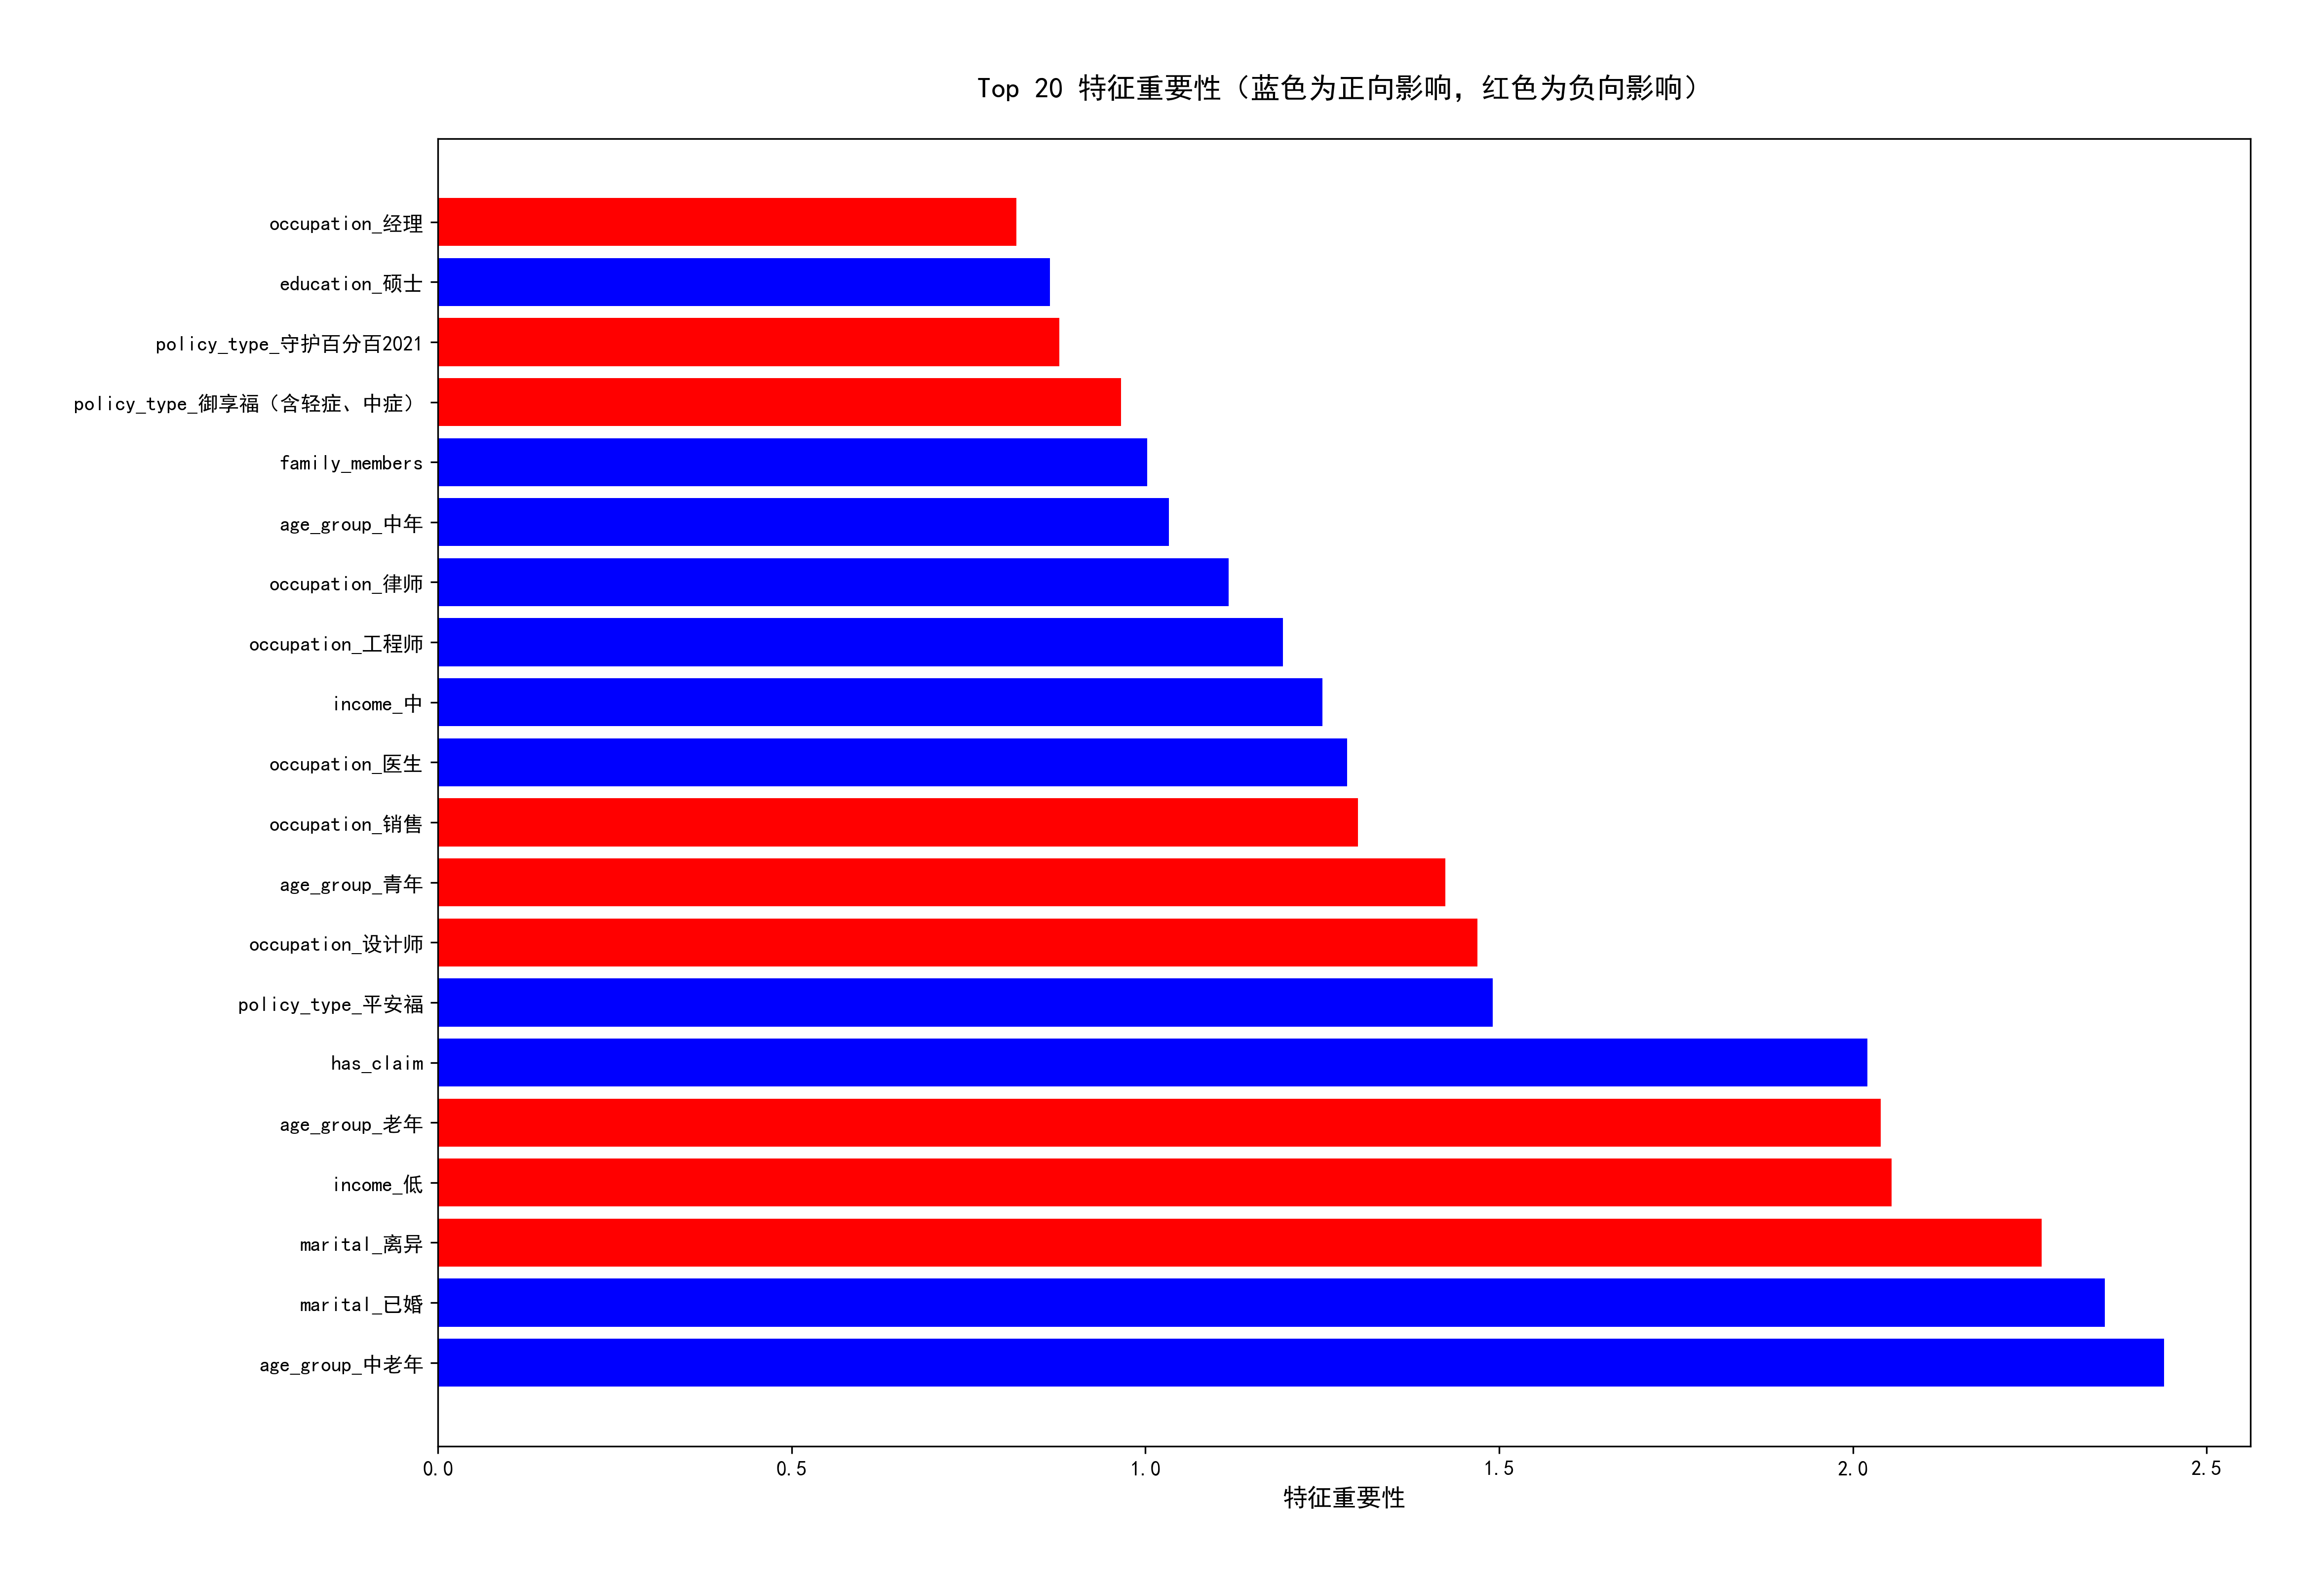 Top 20 特征重要性（蓝色为正向影响，红色为负向影响）
occupation_经理
education_硕士
policy_type_守护百分百2021
policy_type_御享福（含轻症、中症）
family_members
age_group_中年
occupation_律师
occupation_工程师
income_中
occupation_医生
occupation_销售
age_group_青年
occupation_设计师
policy_type_平安福
has_claim
age_group_老年
income_低
marital_离异
marital_已婚
age_group_中老年
0.0 0.5 1.0 1.5 2.0 2.5
特征重要性